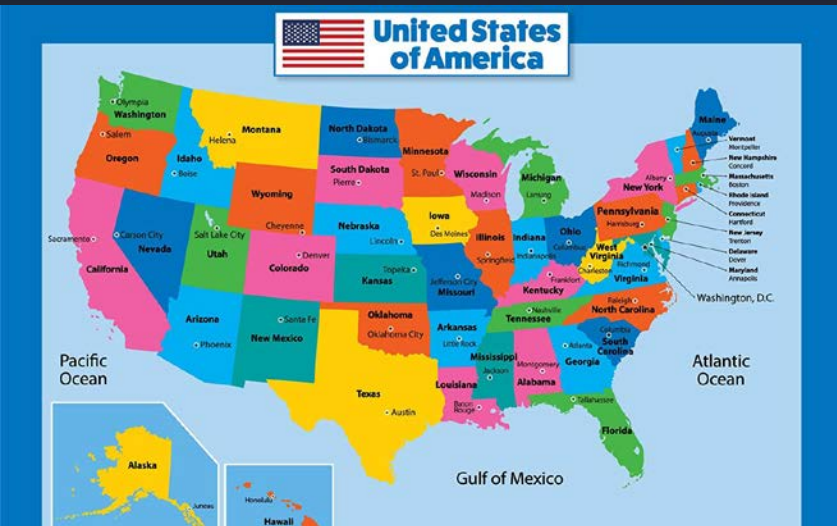 United States
of America
Olympia
Washington
Salem
Oregon
Idaho
Boise
Montana
Helena
North Dakota
Bismarck
South Dakota
Pierre
Minnesota
St. Paul
Wisconsin
Madison
Michigan
Lansing
Maine
Augusta
Vermont
Montpelier
New Hampshire
Concord
Massachusetts
Boston
Rhode Island
Providence
Connecticut
Hartford
New Jersey
Trenton
Delaware
Dover
Maryland
Annapolis
Washington, D.C.
Albany
New York
Pennsylvania
Harrisburg
Wyoming
Cheyenne
Nebraska
Lincoln
Iowa
Des Moines
Illinois
Springfield
Indiana
Indianapolis
Ohio
Columbus
West
Virginia
Charleston
Richmond
Virginia
Sacramento
California
Carson City
Nevada
Salt Lake City
Utah
Denver
Colorado
Topeka
Kansas
Jefferson City
Missouri
Frankfort
Kentucky
Raleigh
North Carolina
Nashville
Tennessee
Columbia
South
Carolina
Arizona
Phoenix
Santa Fe
New Mexico
Oklahoma
Oklahoma City
Arkansas
Little Rock
Mississippi
Jackson
Montgomery
Alabama
Atlanta
Georgia
Texas
Austin
Louisiana
Baton
Rouge
Tallahassee
Florida
Pacific
Ocean
Atlantic
Ocean
Gulf of Mexico
Alaska
Juneau
Honolulu
Hawaii